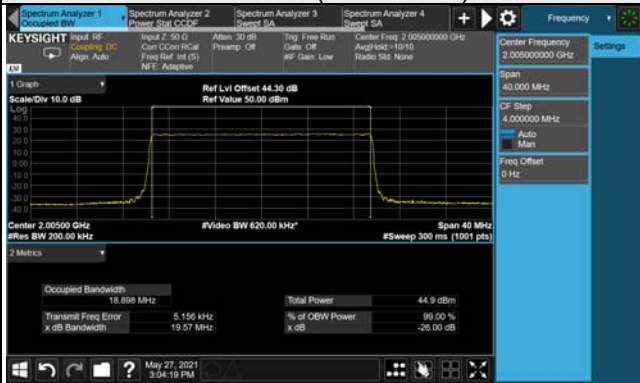 Spectrum Analyzer 1
Occupied BW
Spectrum Analyzer 2
Power Stat CCDF
Spectrum Analyzer 3
Swept SA
Spectrum Analyzer 4
Swept SA
+
Frequency
KEYSIGHT
Input: RF
Coupling: DC
Align: Auto
Input Z: 50 Ω
Corr CCorr RCal
Freq Ref: Int (S)
NFE: Adaptive
Atten: 30 dB
Preamp: Off
Trig: Free Run
Gate: Off
#IF Gain: Low
Center Freq: 2.005000000 GHz
Avg|Hold:>10/10
Radio Std: None
Center Frequency
2.005000000 GHz
Settings
Span
40.000 MHz
CF Step
4.000000 MHz
Auto
Man
Freq Offset
0 Hz
1 Graph
Scale/Div 10.0 dB
Ref Lvl Offset 44.30 dB
Ref Value 50.00 dBm
Log
40.0
30.0
20.0
10.0
0.00
-10.0
-20.0
-30.0
-40.0
Center 2.00500 GHz
#Res BW 200.00 kHz
#Video BW 620.00 kHz*
Span 40 MHz
#Sweep 300 ms (1001 pts)
2 Metrics
Occupied Bandwidth
18.898 MHz
Total Power 44.9 dBm
Transmit Freq Error 5.156 kHz
% of OBW Power 99.00 %
x dB Bandwidth 19.57 MHz
x dB -26.00 dB
?
May 27, 2021
3:04:19 PM